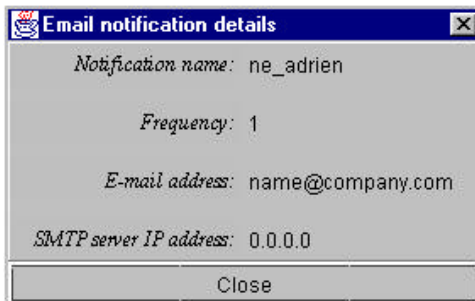 Email notification details
Notification name: ne_adrien
Frequency: 1
E-mail address: name@company.com
SMTP server IP address: 0.0.0.0
Close